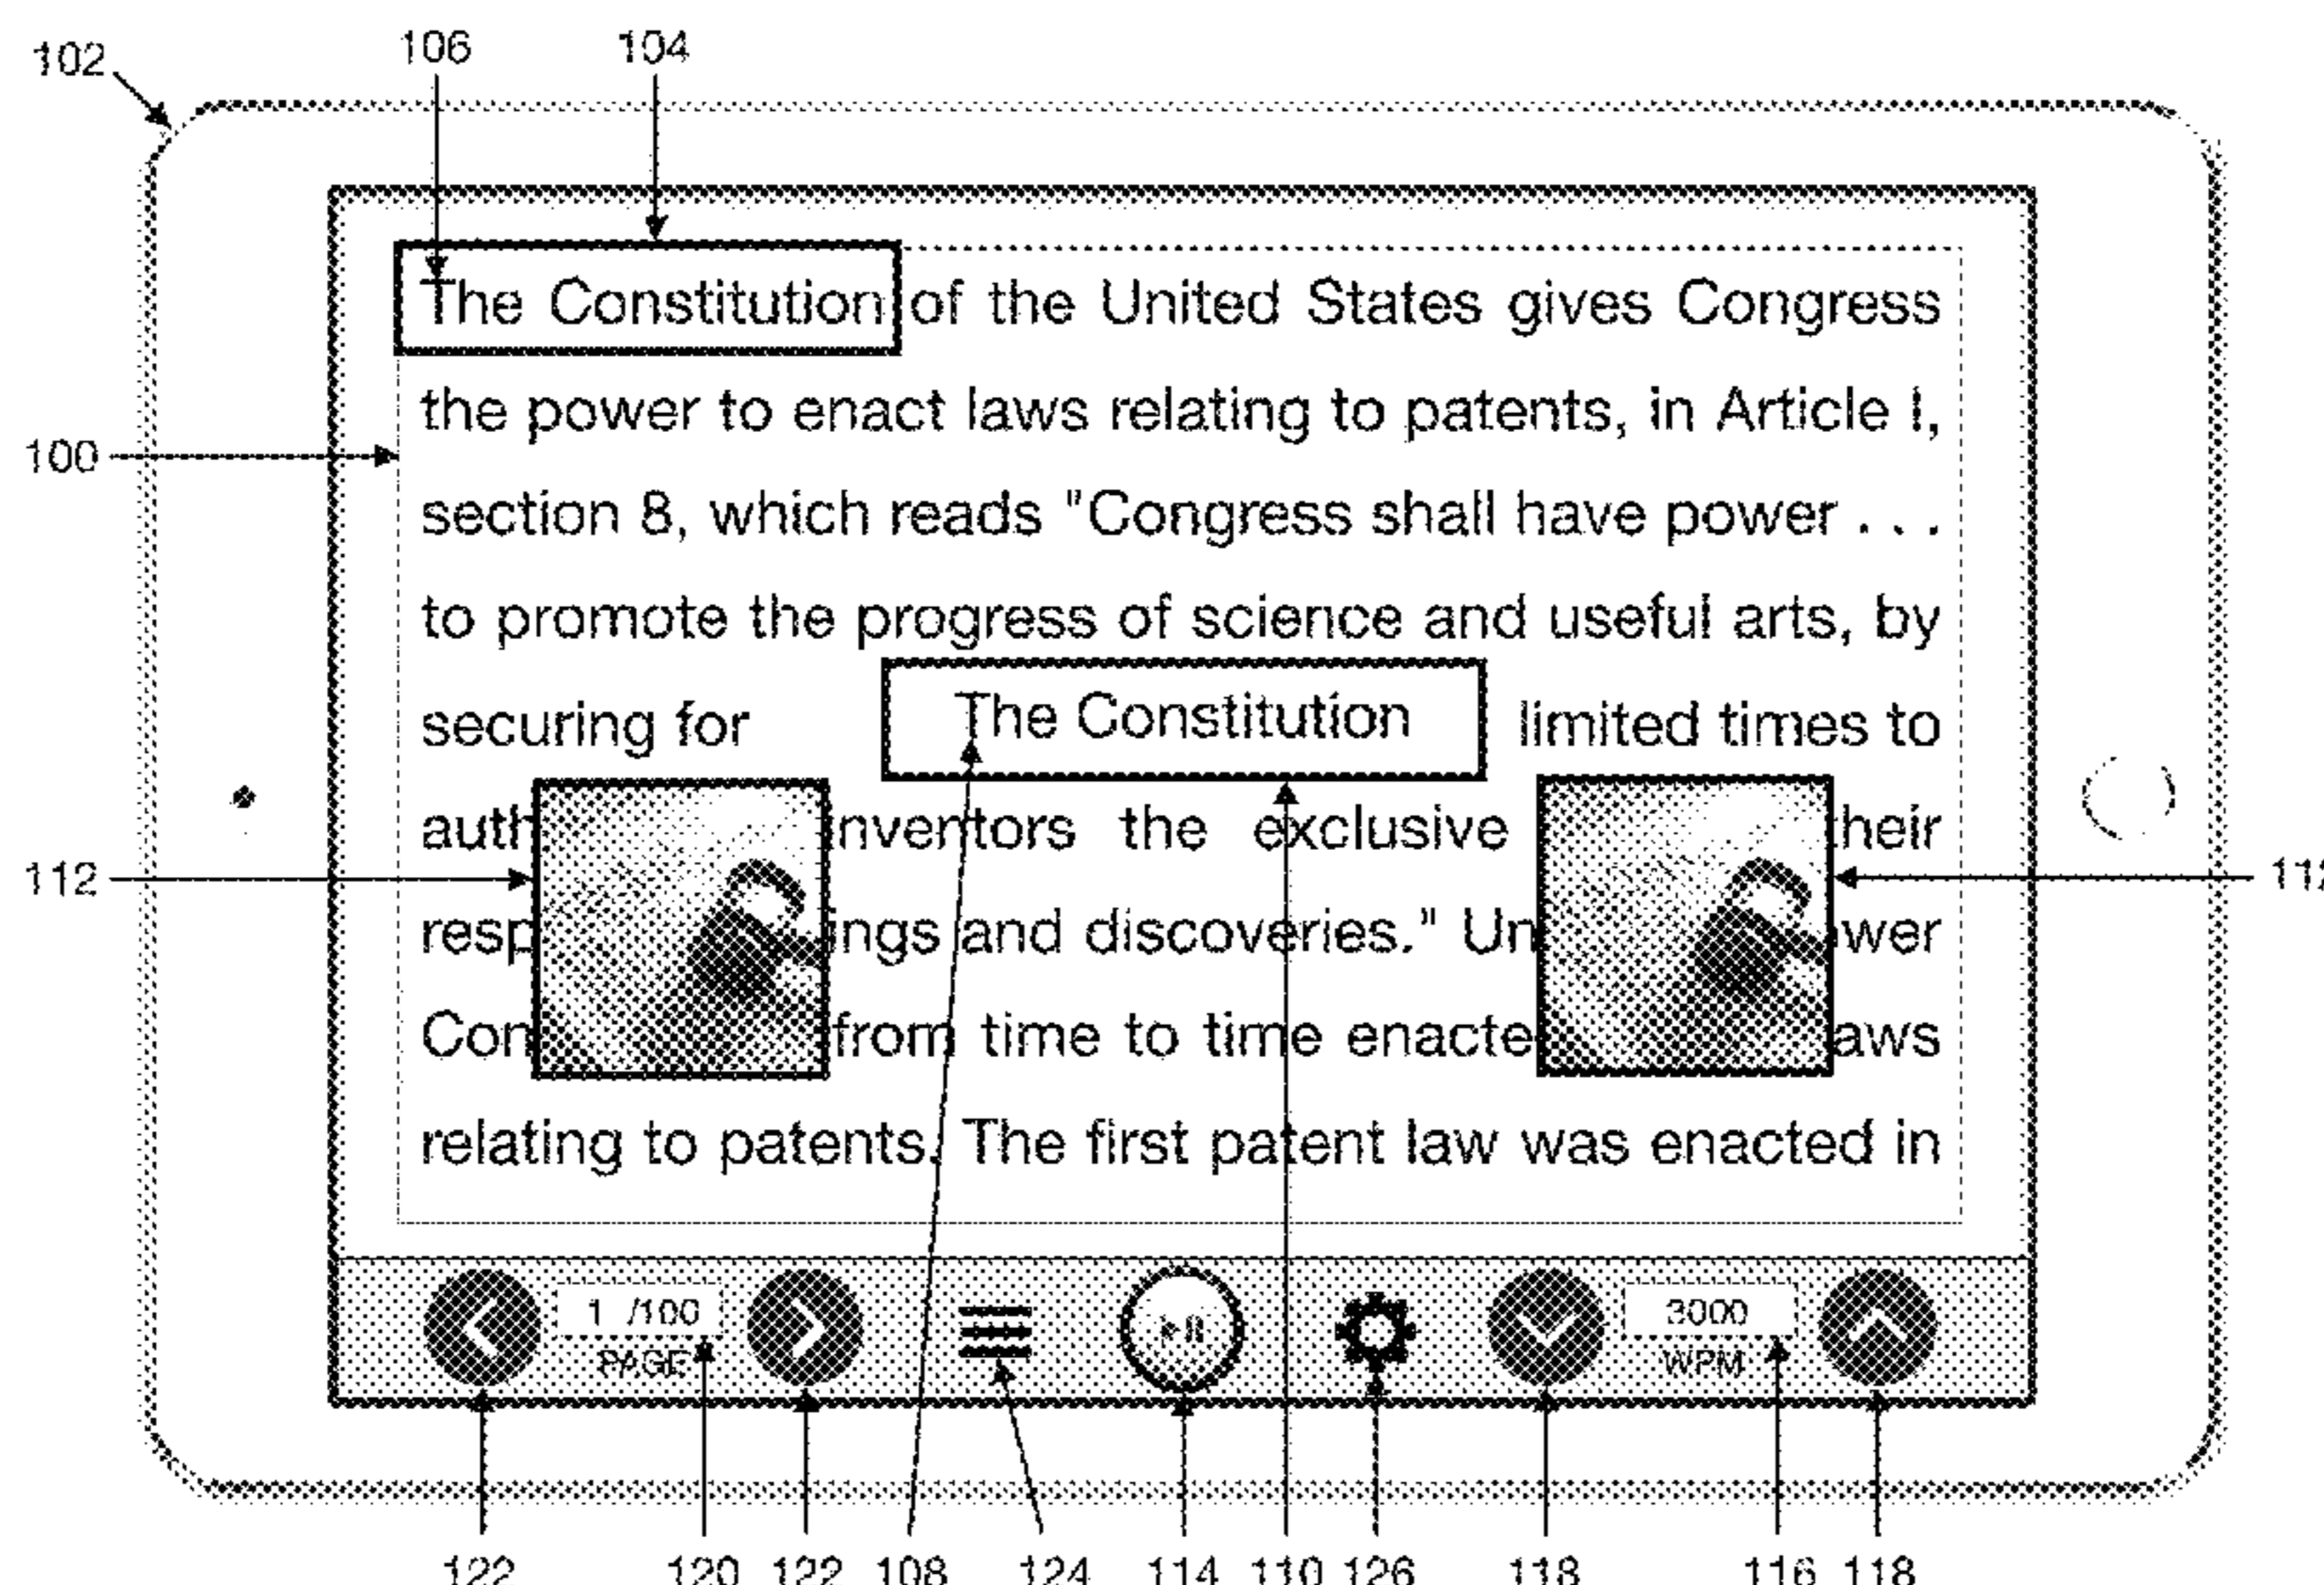 106 104
102
The Constitution of the United States gives Congress
the power to enact laws relating to patents, in Article I,
100
section 8, which reads "Congress shall have power . . .
to promote the progress of science and useful arts, by
securing for The Constitution limited times to
auth nventors the exclusive heir
112 112
resp ings and discoveries." Un wer
Con from time to time enacte aws
relating to patents. The first patent law was enacted in
1 /100 3000
PAGE WPM
122 120 122 108 124 114 110 126 118 116 118